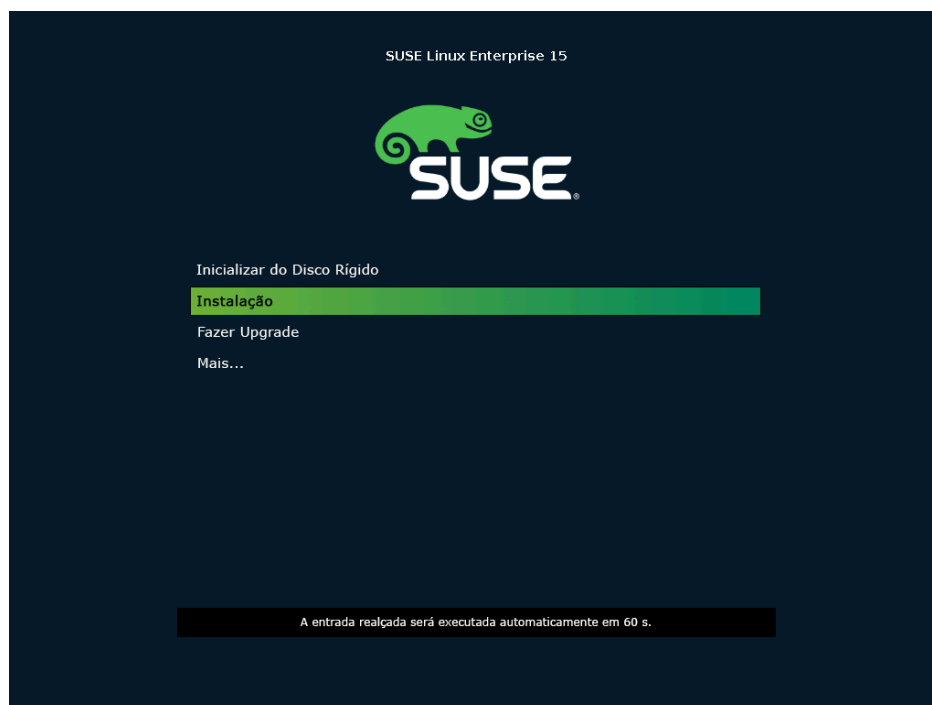 SUSE Linux Enterprise 15
SUSE®
Inicializar do Disco Rígido
Instalação
Fazer Upgrade
Mais...
A entrada realçada será executada automaticamente em 60 s.